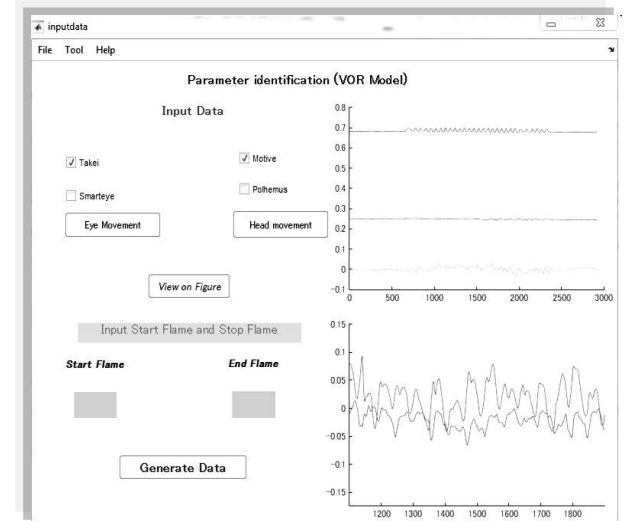 inputdata
File Tool Help
Parameter identification (VOR Model)
Input Data
Takei
Motive
Smarteye
Polhemus
Eye Movement
Head movement
View on Figure
Input Start Flame and Stop Flame
Start Flame
End Flame
Generate Data
0.8
0.7
0.6
0.5
0.4
0.3
0.2
0.1
0
-0.1
0 500 1000 1500 2000 2500 3000
0.15
0.1
0.05
0
-0.05
-0.1
-0.15
1200 1300 1400 1500 1600 1700 1800